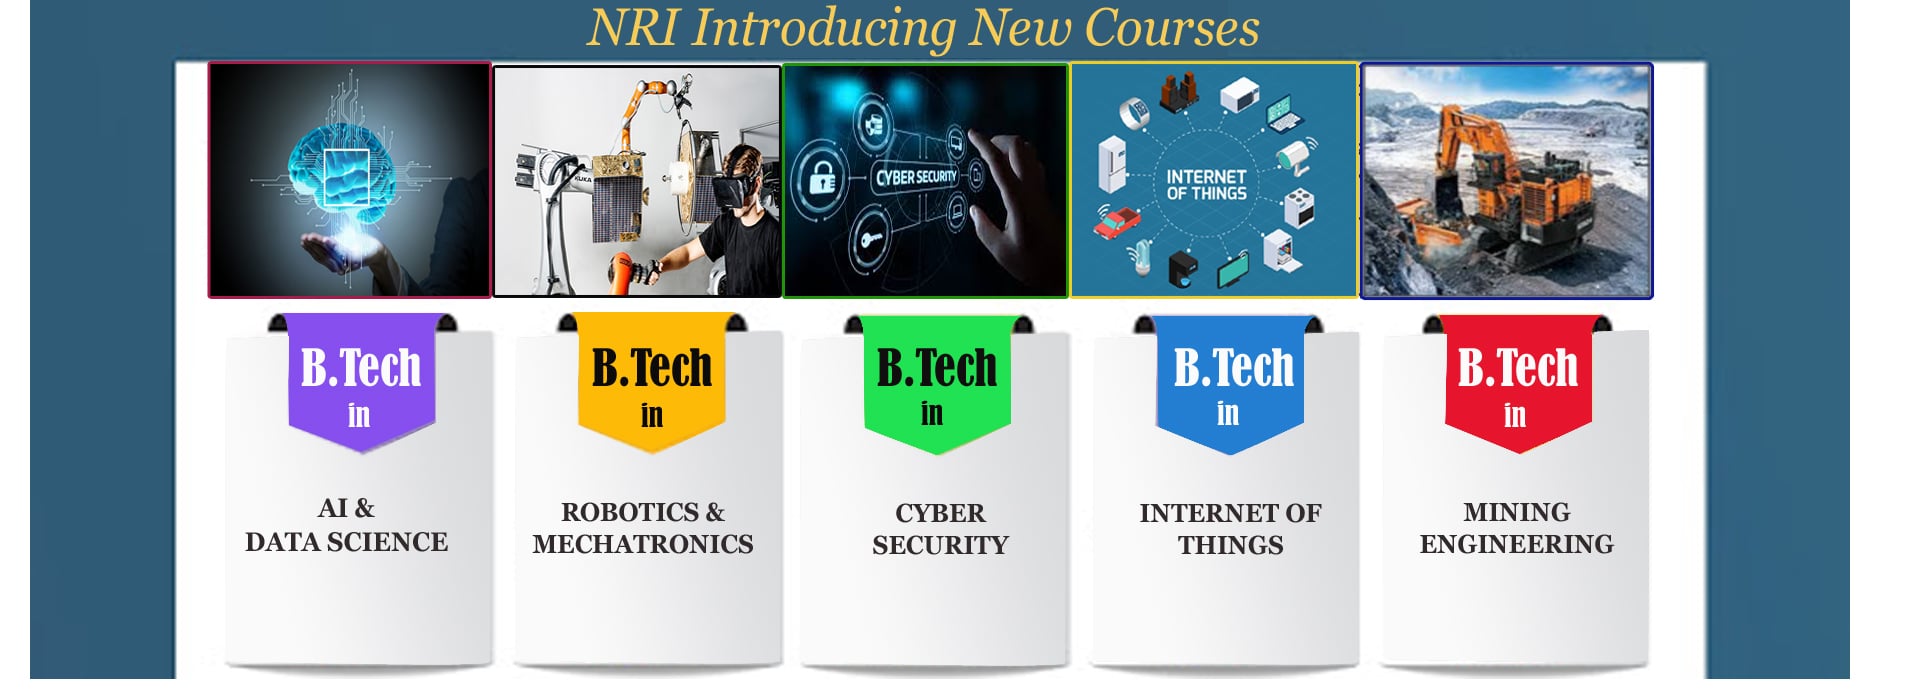 NRI Introducing New Courses
CYBER SECURITY
INTERNET
OF THINGS
B.Tech
in
AI &
DATA SCIENCE
B.Tech
in
ROBOTICS &
MECHATRONICS
B.Tech
in
CYBER
SECURITY
B.Tech
in
INTERNET OF
THINGS
B.Tech
in
MINING
ENGINEERING